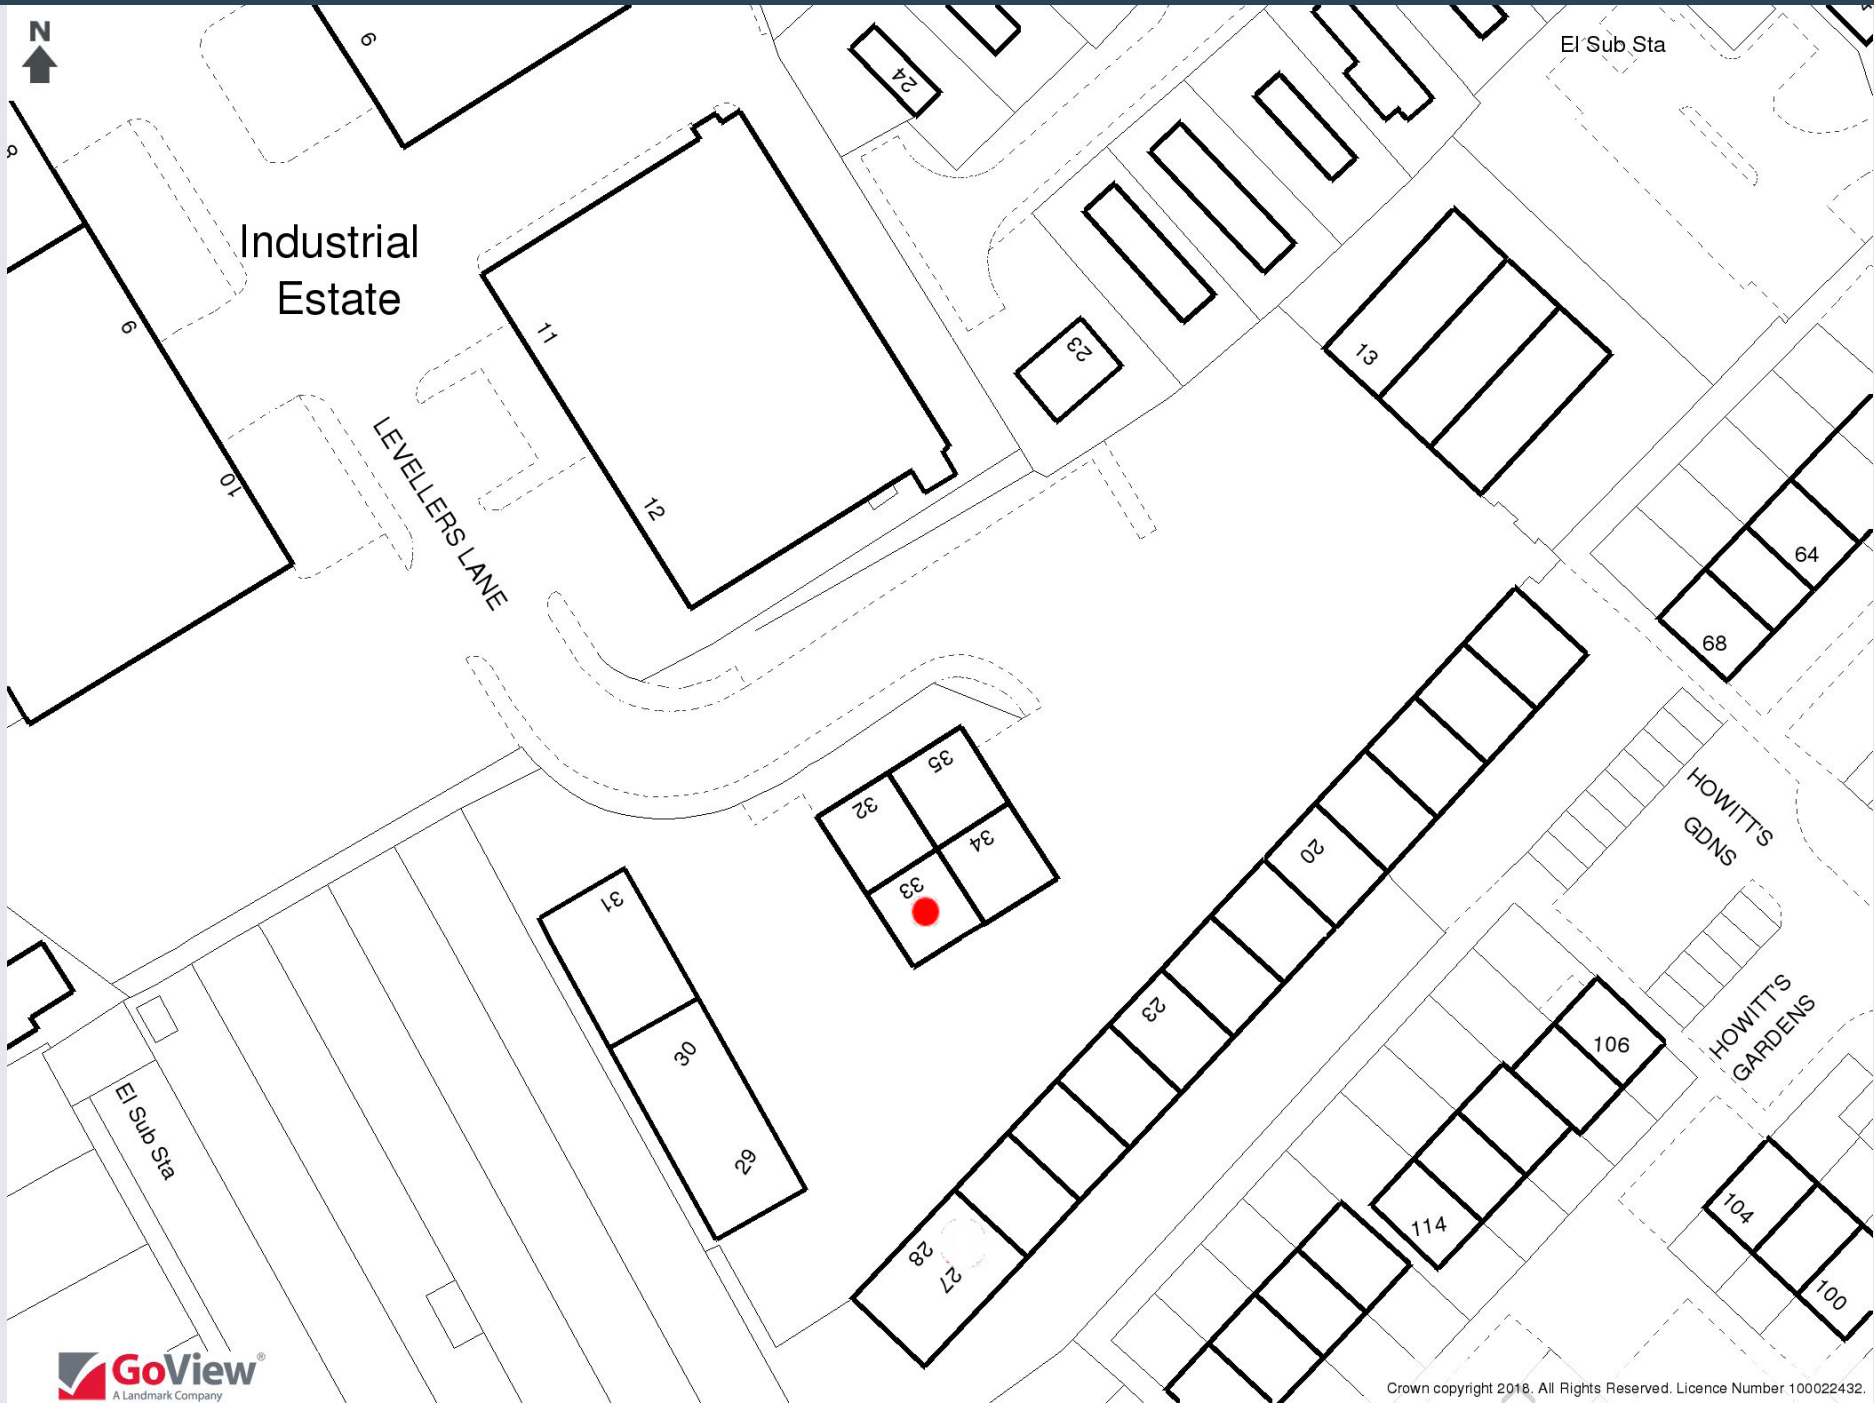 N
9
24
El Sub Sta
8
Industrial
Estate
9
11
23
13
LEVELLERS LANE
10
12
64
68
35
32
34
33
HOWITT'S
GDNS
20
31
23
30
29
106
HOWITT'S
GARDENS
El Sub Sta
28
27
114
104
100
GoView®
A Landmark Company
Crown copyright 2018. All Rights Reserved. Licence Number 100022432.